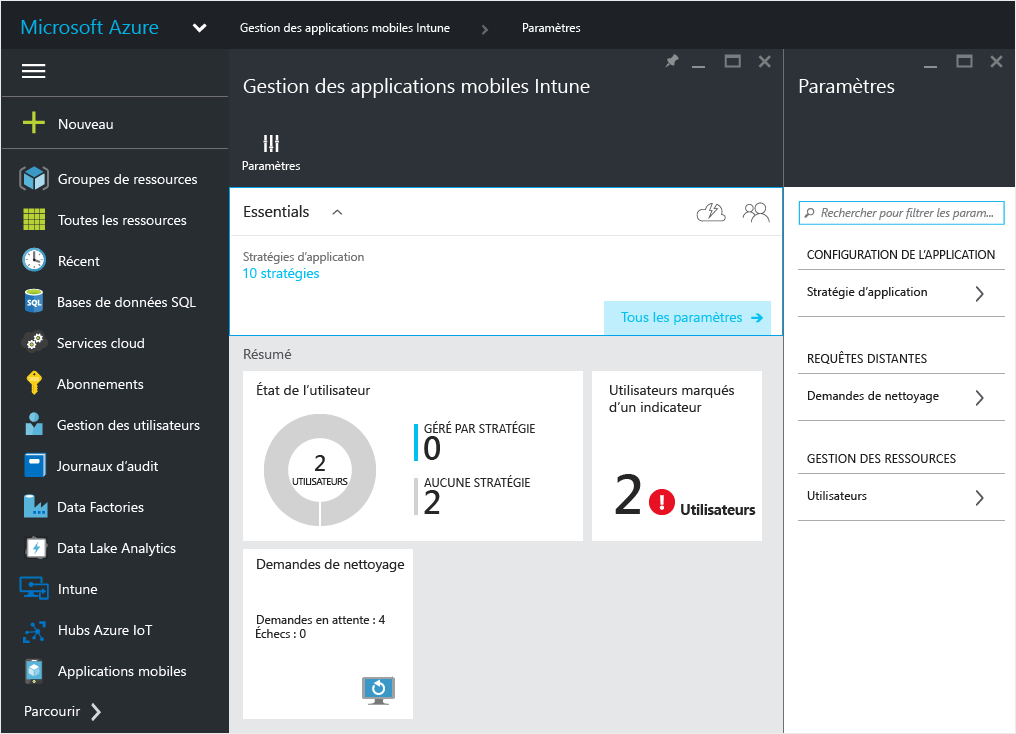 Microsoft Azure
Gestion des applications mobiles Intune
Paramètres
Nouveau
Groupes de ressources
Toutes les ressources
Récent
Bases de données SQL
Services cloud
Abonnements
Gestion des utilisateurs
Journaux d’audit
Data Factories
Data Lake Analytics
Intune
Hubs Azure IoT
Applications mobiles
Parcourir
Gestion des applications mobiles Intune
Paramètres
Essentials
Stratégies d’application
10 stratégies
Tous les paramètres
Résumé
État de l’utilisateur
2
UTILISATEURS
GÉRÉ PAR STRATÉGIE
0
AUCUNE STRATÉGIE
2
Utilisateurs marqués
d’un indicateur
2 ! Utilisateurs
Demandes de nettoyage
Demandes en attente : 4
Échecs : 0
Paramètres
Rechercher pour filtrer les param...
CONFIGURATION DE L’APPLICATION
Stratégie d’application
REQUÊTES DISTANTES
Demandes de nettoyage
GESTION DES RESSOURCES
Utilisateurs